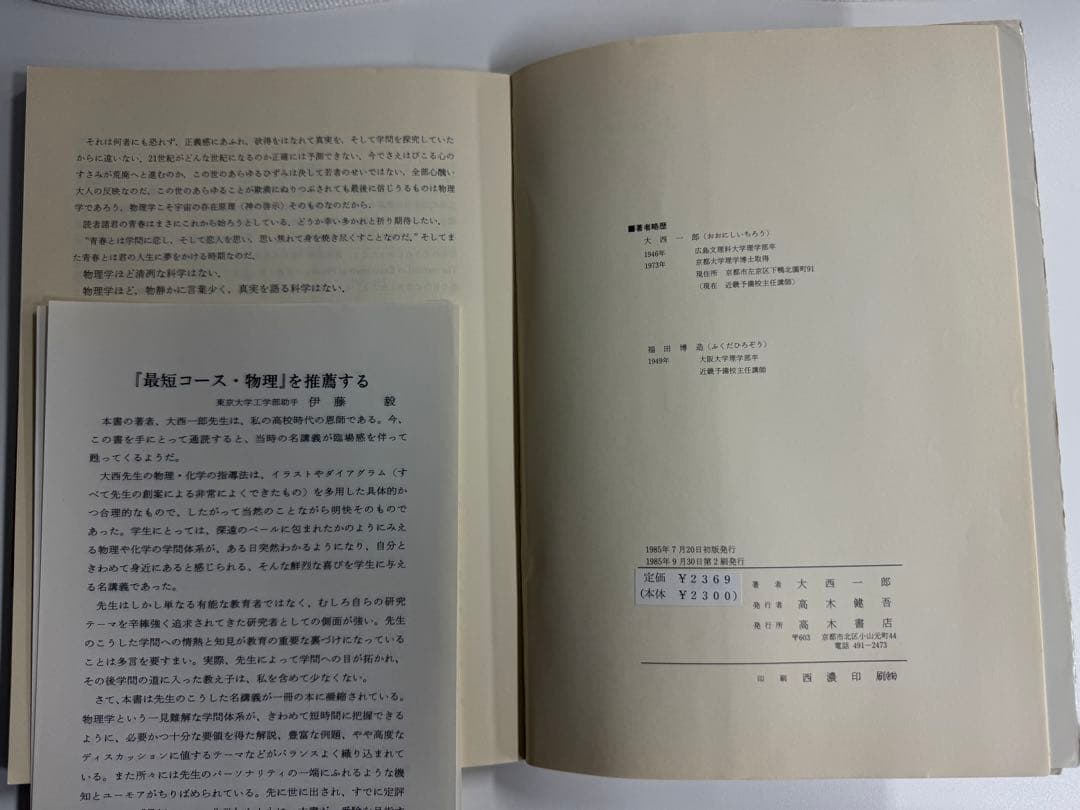 それは何者にも恐れず、正義感にあふれ、欲得をはなれて真実を、そして学問を探究していた
からに違いない。21世紀がどんな世紀になるのか正確には予測できない、今でさえはびこる心の
すさみが荒廃へと進むのか、この世のあらゆるひずみは決して若者のせいではない、全部心醜い
大人の反映なのだ、この世のあらゆることが欺瞞にぬりつぶされても最後に信じうるものは物理
学であろう、物理学こそ宇宙の存在原理（神の啓示）そのものなのだから、
読者諸君の青春はまさにこれから始ろうとしている、どうか幸い多かれと祈り期待したい、
“青春とは学問に恋し、そして恋人を思い、思い焦れて身を焼き尽くすことなのだ。”そしてま
た青春とは君の人生に夢をかける時期なのだ、
物理学ほど清冽な科学はない．
物理学ほど、物静かに言葉少く、真実を語る科学はない．
『最短コース・物理』を推薦する
東京大学工学部助手 伊藤 毅
本書の著者、大西一郎先生は、私の高校時代の恩師である。今、
この書を手にとって通読すると、当時の名講義が臨場感を伴って
甦ってくるようだ。
大西先生の物理・化学の指導法は、イラストやダイアグラム（す
べて先生の創案による非常によくできたもの）を多用した具体的か
つ合理的なもので、したがって当然のことながら明快そのもので
あった。学生にとっては、深遠のベールに包まれたかのようにみえ
る物理や化学の学問体系が、ある日突然わかるようになり、自分と
きわめて身近にあると感じられる、そんな鮮烈な喜びを学生に与え
る名講義であった。
先生はしかし単なる有能な教育者ではなく、むしろ自らの研究
テーマを辛棒強く追求されてきた研究者としての側面が強い。先生
のこうした学問への情熱と知見が教育の重要な裏づけになっている
ことは多言を要すまい。実際、先生によって学問への目が拓かれ、
その後学問の道に入った教え子は、私を含めて少なくない。
さて、本書は先生のこうした名講義が一冊の本に凝縮されている。
物理学という一見難解な学問体系が、きわめて短時間に把握できる
ように、必要かつ十分な要領を得た解説、豊富な例題、やや高度な
ディスカッションに値するテーマなどがバランスよく織り込まれて
いる。また所々には先生のパーソナリティの一端にふれるような機
知とユーモアがちりばめられている。先に世に出され、すでに定評
■著者略歴
大西一郎（おおにしいちろう）
1946年 広島文理科大学理学部卒
1973年 京都大学理学博士取得
現住所 京都市左京区下鴨北園町91
（現在 近畿予備校主任講師）
福田博造（ふくだひろぞう）
1949年 大阪大学理学部卒
近畿予備校主任講師
1985年7月20日初版発行
1985年9月30日第2刷発行
定価 ￥2369
(本体 ￥2300)
著者 大西一郎
発行者 高木健吾
発行所 高木書店
〒603 京都市北区小山元町44
電話 491－2473
印刷 西濃印刷㈱